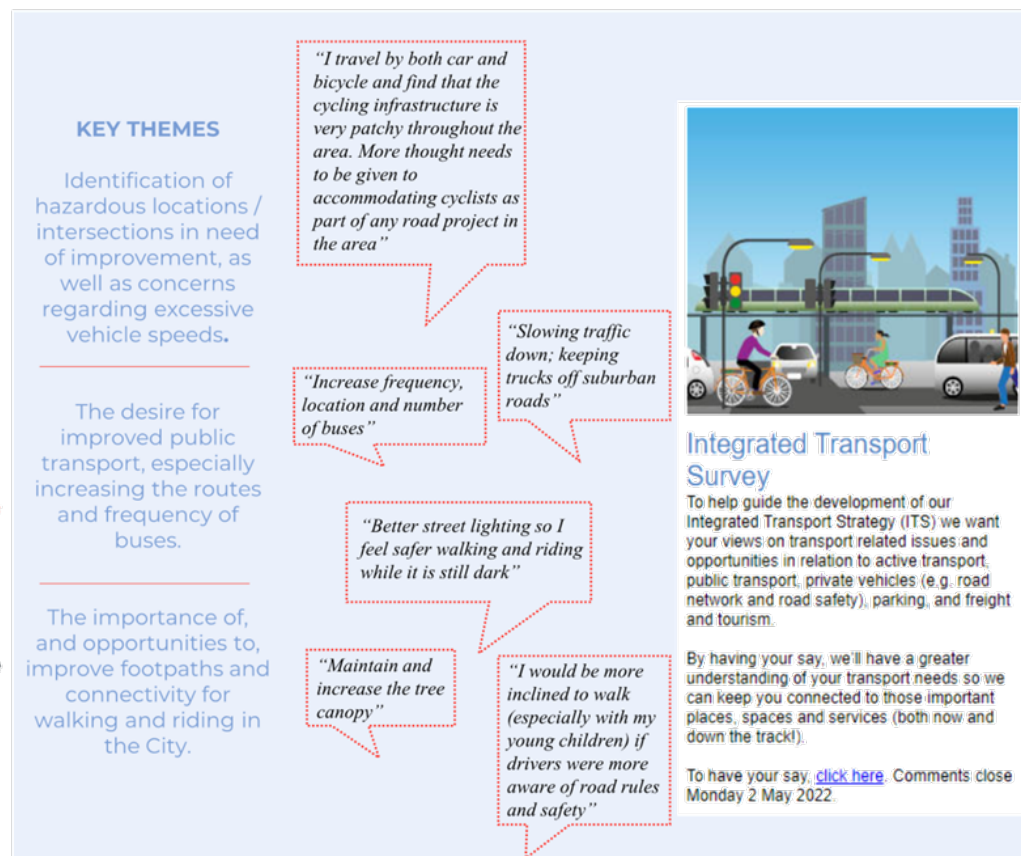 KEY THEMES
Identification of
hazardous locations /
intersections in need
of improvement, as
well as concerns
regarding excessive
vehicle speeds.
The desire for
improved public
transport, especially
increasing the routes
and frequency of
buses.
The importance of,
and opportunities to,
improve footpaths and
connectivity for
walking and riding in
the City.
“I travel by both car and
bicycle and find that the
cycling infrastructure is
very patchy throughout the
area. More thought needs
to be given to
accommodating cyclists as
part of any road project in
the area”
“Slowing traffic
down; keeping
trucks off suburban
roads”
“Increase frequency,
location and number
of buses”
“Better street lighting so I
feel safer walking and riding
while it is still dark”
“Maintain and
increase the tree
canopy”
“I would be more
inclined to walk
(especially with my
young children) if
drivers were more
aware of road rules
and safety”
Integrated Transport
Survey
To help guide the development of our
Integrated Transport Strategy (ITS) we want
your views on transport related issues and
opportunities in relation to active transport,
public transport, private vehicles (e.g. road
network and road safety), parking, and freight
and tourism.
By having your say, we'll have a greater
understanding of your transport needs so we
can keep you connected to those important
places, spaces and services (both now and
down the track!).
To have your say, click here. Comments close
Monday 2 May 2022.